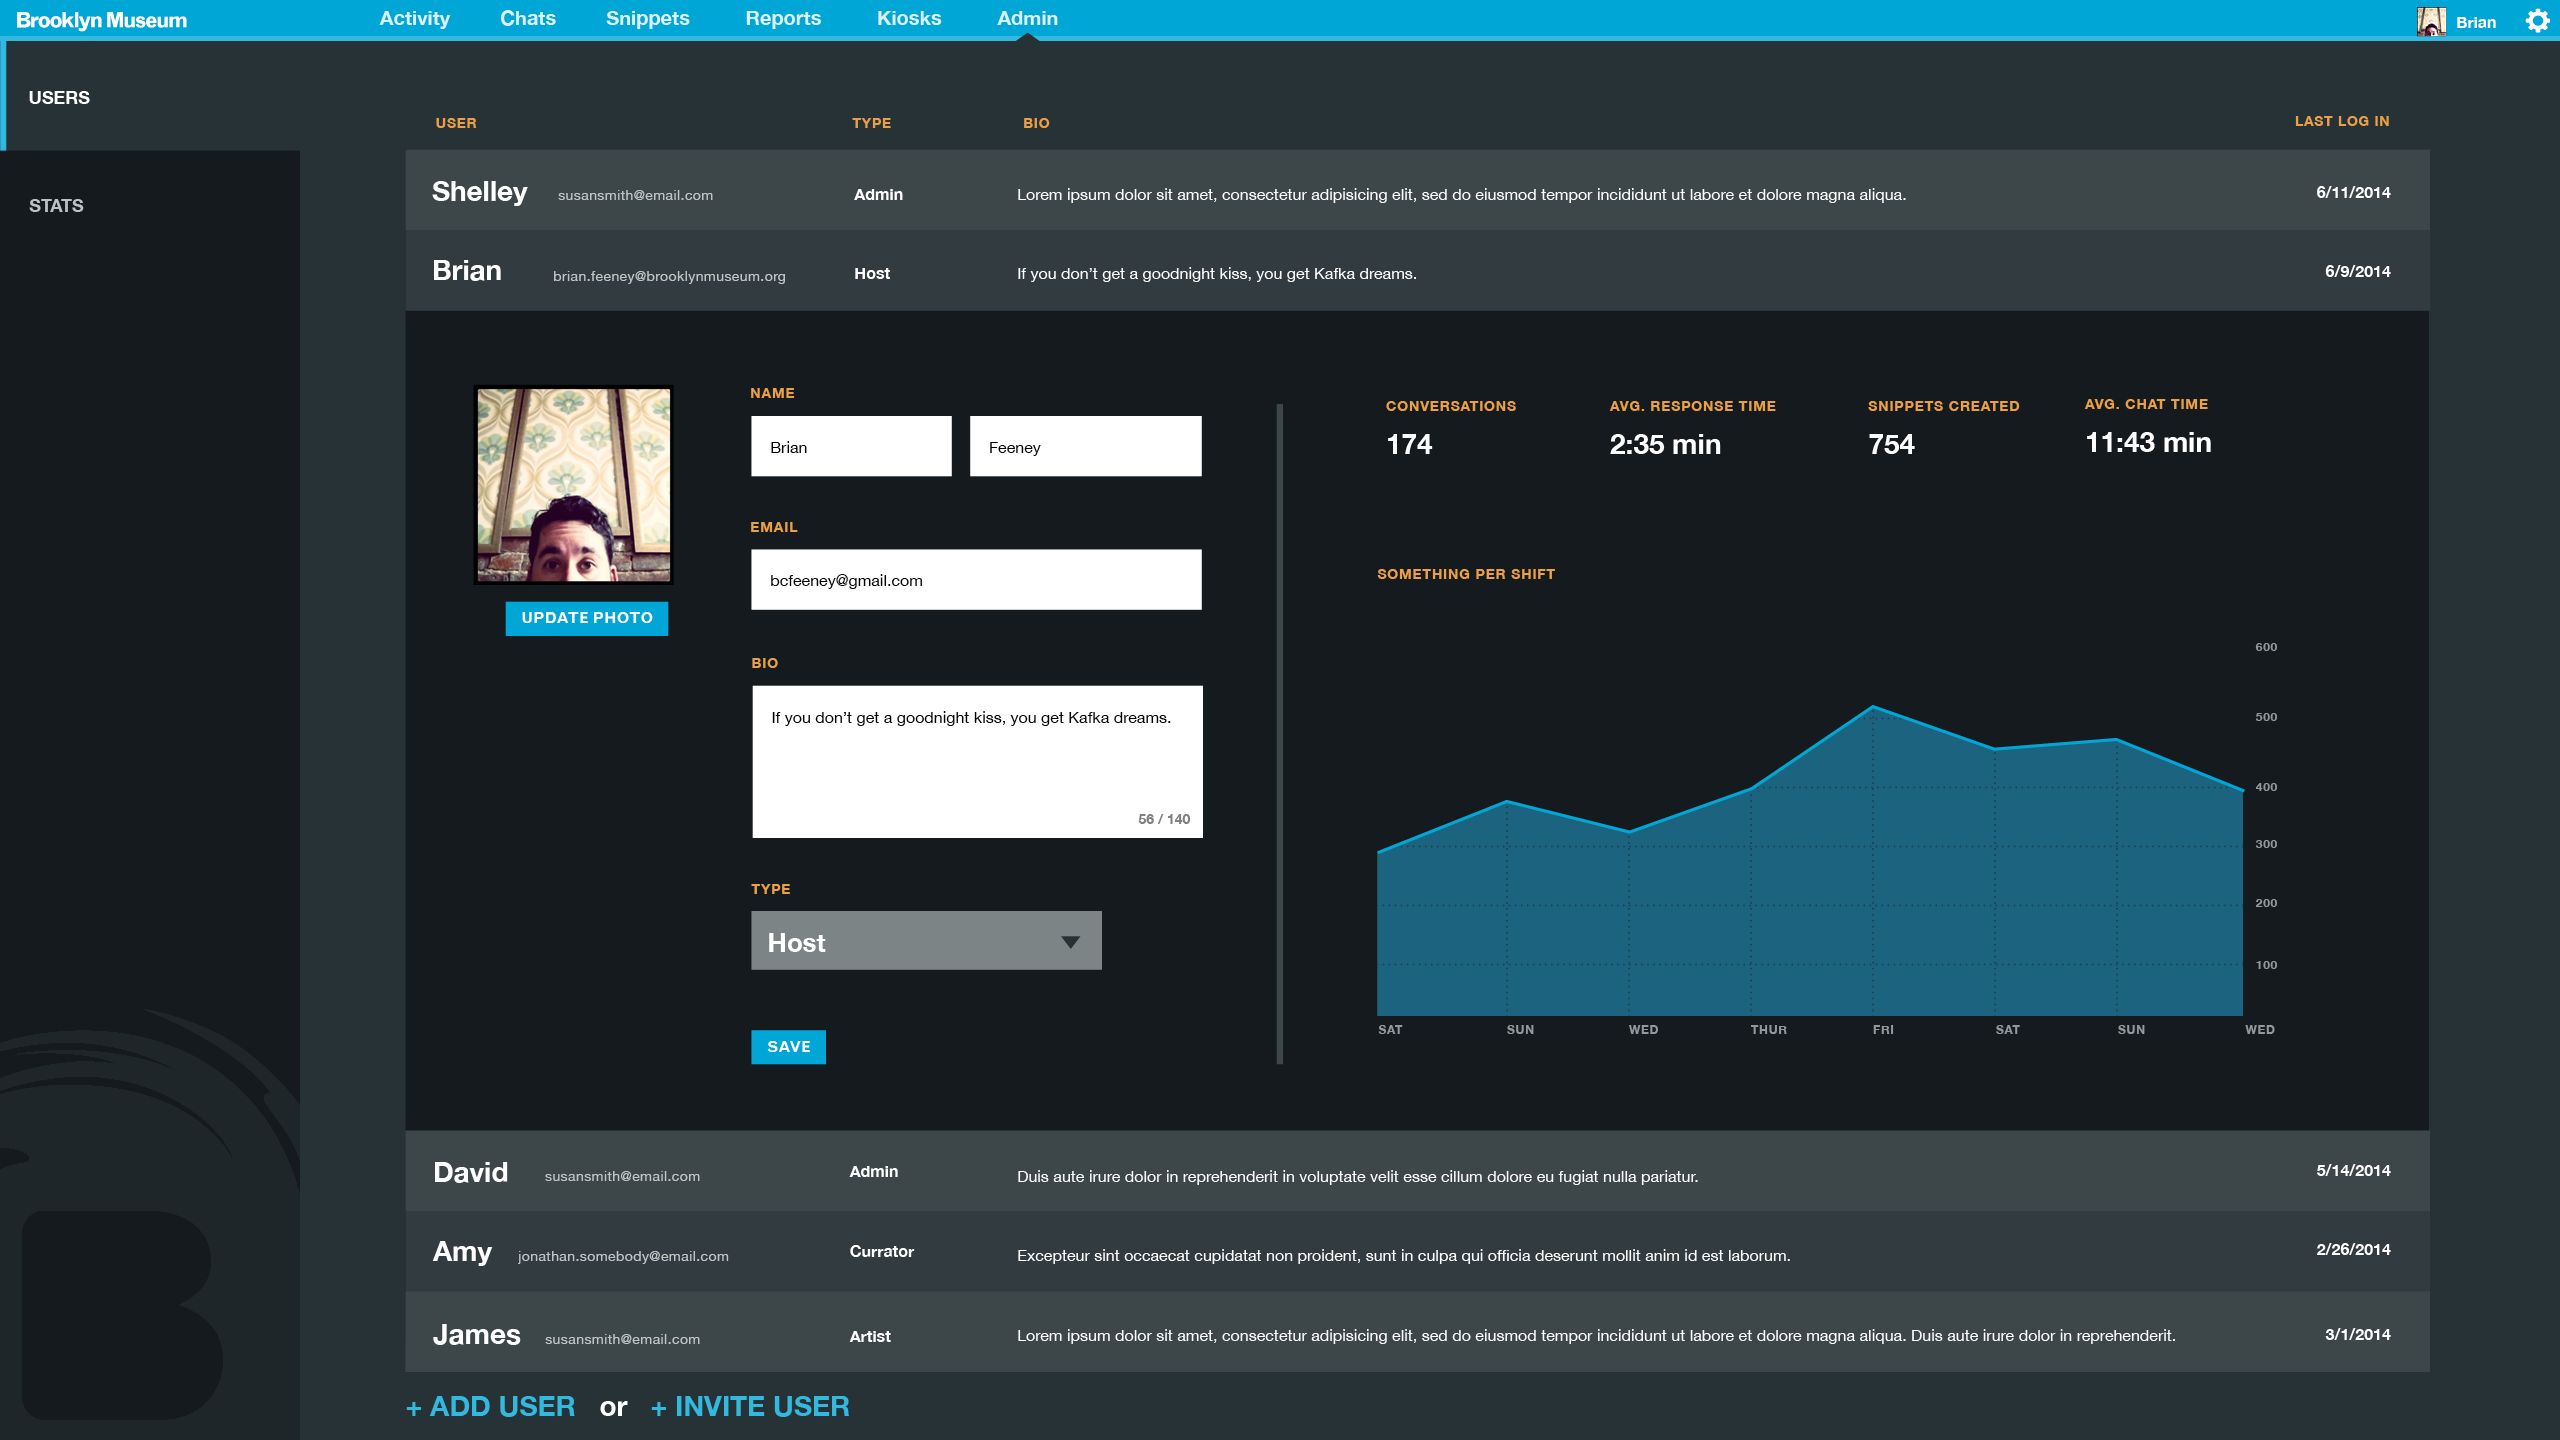 Brooklyn Museum Activity Chats Snippets Reports Kiosks Admin Brian
USERS
STATS
USER TYPE BIO LAST LOG IN
Shelley susansmith@email.com Admin Lorem ipsum dolor sit amet, consectetur adipisicing elit, sed do eiusmod tempor incididunt ut labore et dolore magna aliqua. 6/11/2014
Brian brian.feeney@brooklynmuseum.org Host If you don’t get a goodnight kiss, you get Kafka dreams. 6/9/2014
UPDATE PHOTO
NAME
Brian Feeney
EMAIL
bcfeeney@gmail.com
BIO
If you don’t get a goodnight kiss, you get Kafka dreams.
56 / 140
TYPE
Host
SAVE
CONVERSATIONS AVG. RESPONSE TIME SNIPPETS CREATED AVG. CHAT TIME
174 2:35 min 754 11:43 min
SOMETHING PER SHIFT
600
500
400
300
200
100
SAT SUN WED THUR FRI SAT SUN WED
David susansmith@email.com Admin Duis aute irure dolor in reprehenderit in voluptate velit esse cillum dolore eu fugiat nulla pariatur. 5/14/2014
Amy jonathan.somebody@email.com Currator Excepteur sint occaecat cupidatat non proident, sunt in culpa qui officia deserunt mollit anim id est laborum. 2/26/2014
James susansmith@email.com Artist Lorem ipsum dolor sit amet, consectetur adipisicing elit, sed do eiusmod tempor incididunt ut labore et dolore magna aliqua. Duis aute irure dolor in reprehenderit. 3/1/2014
+ ADD USER or + INVITE USER
B